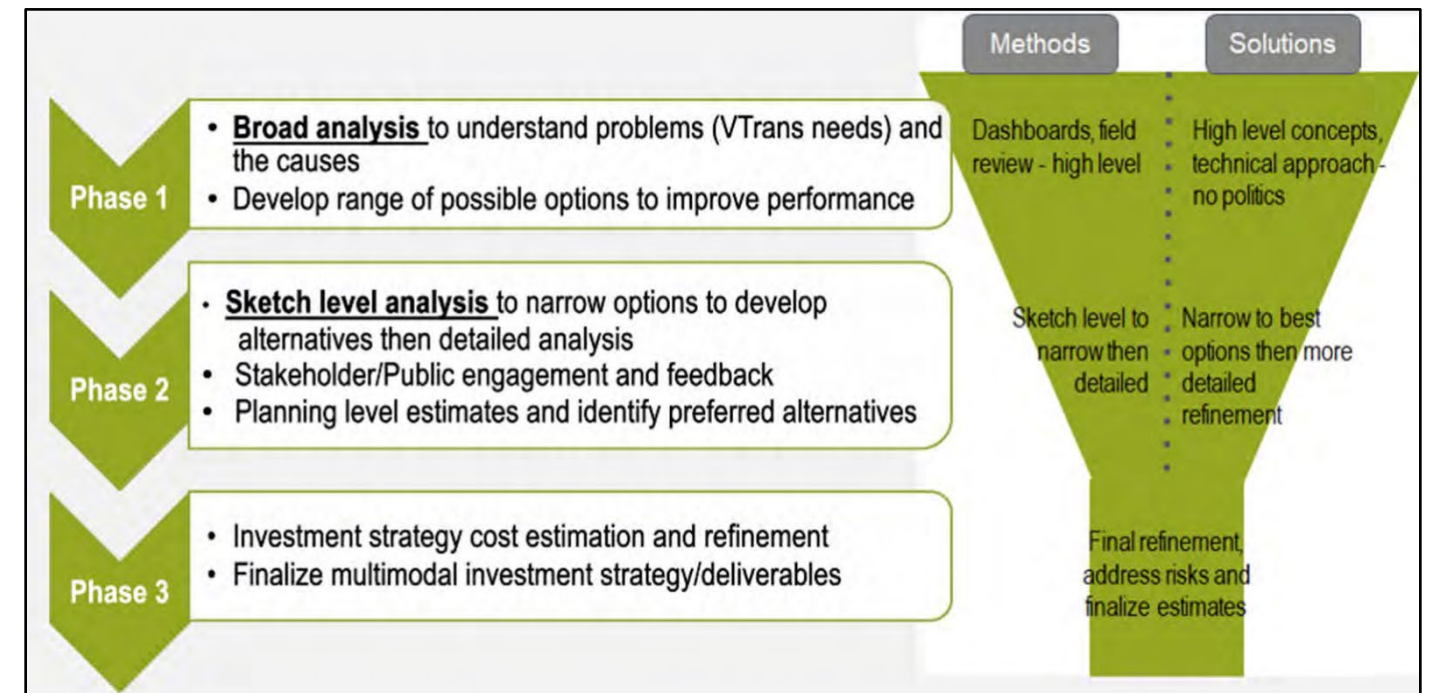 Methods
Solutions
Phase 1
• Broad analysis to understand problems (VTrans needs) and
the causes
• Develop range of possible options to improve performance
Dashboards, field
review - high level
High level concepts,
technical approach -
no politics
Phase 2
• Sketch level analysis to narrow options to develop
alternatives then detailed analysis
• Stakeholder/Public engagement and feedback
• Planning level estimates and identify preferred alternatives
Sketch level to
narrow then
detailed
Narrow to best
options then more
detailed
refinement
Phase 3
• Investment strategy cost estimation and refinement
• Finalize multimodal investment strategy/deliverables
Final refinement,
address risks and
finalize estimates